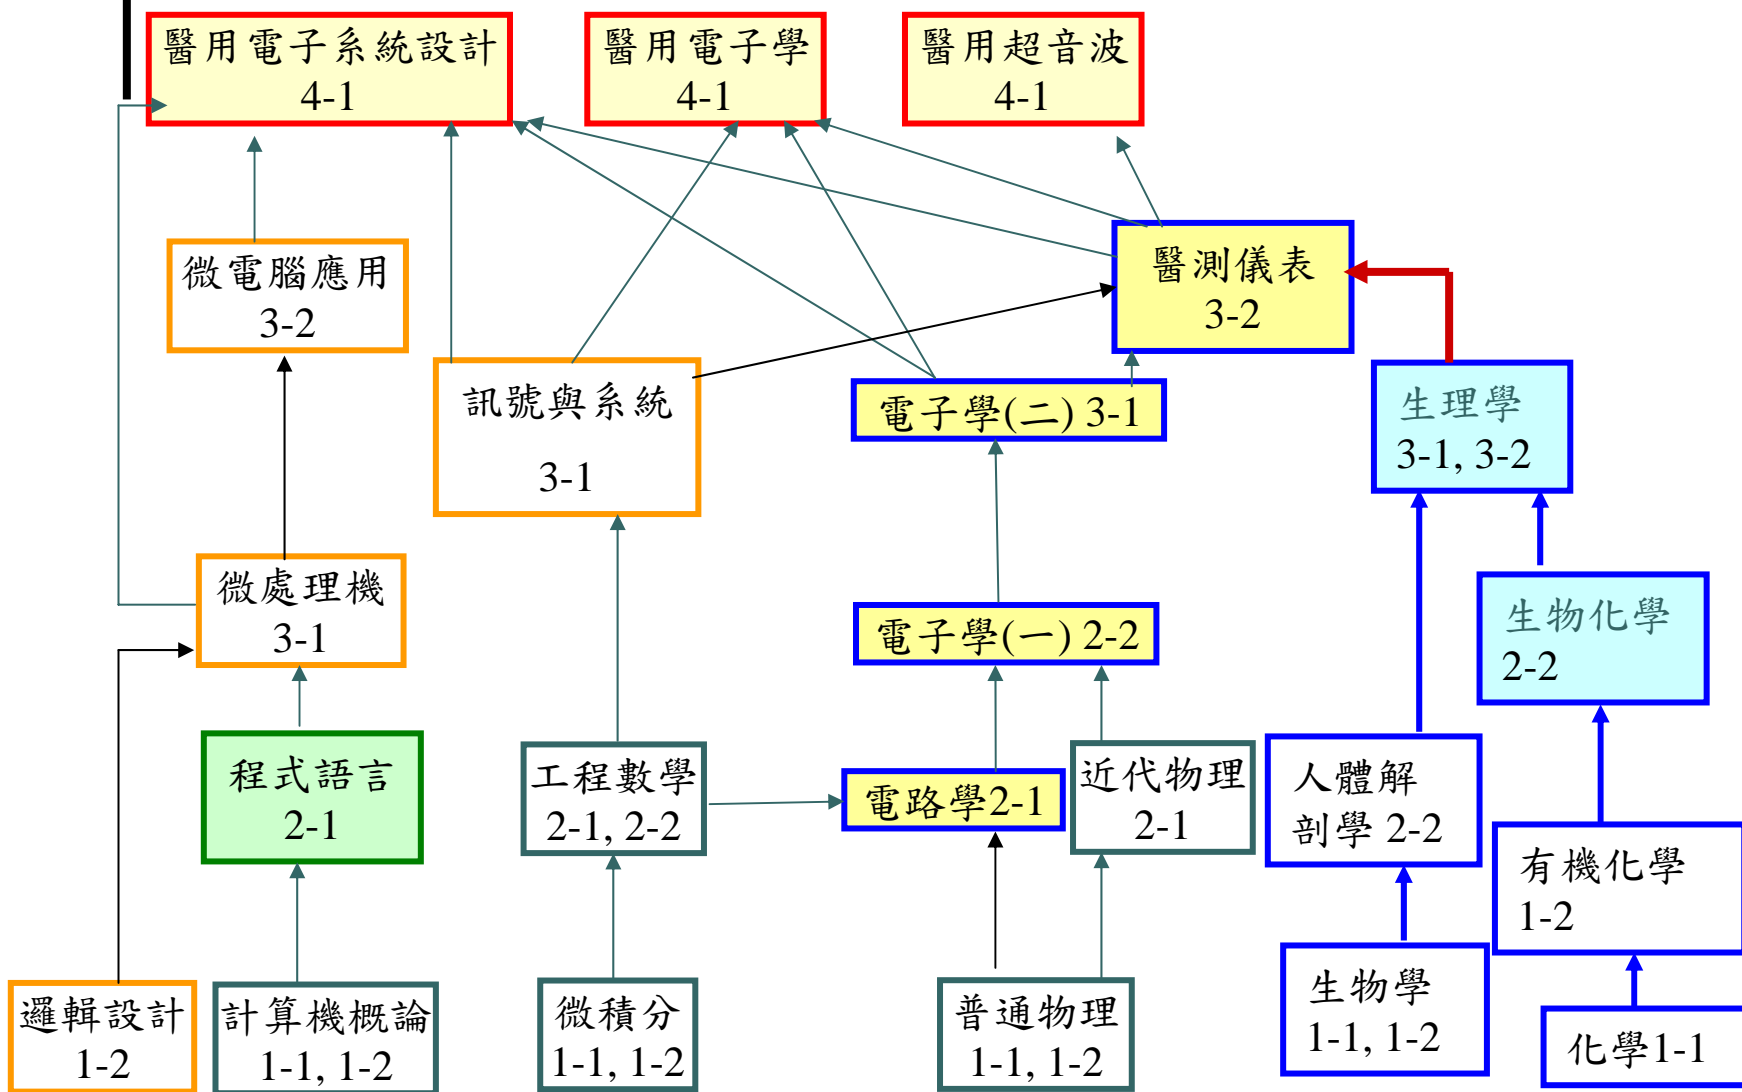 醫用電子系統設計
4-1
醫用電子學
4-1
醫用超音波
4-1
微電腦應用
3-2
醫測儀表
3-2
訊號與系統
3-1
電子學(二) 3-1
生理學
3-1, 3-2
微處理機
3-1
電子學(一) 2-2
生物化學
2-2
程式語言
2-1
工程數學
2-1, 2-2
電路學2-1
近代物理
2-1
人體解
剖學 2-2
有機化學
1-2
邏輯設計
1-2
計算機概論
1-1, 1-2
微積分
1-1, 1-2
普通物理
1-1, 1-2
生物學
1-1, 1-2
化學1-1